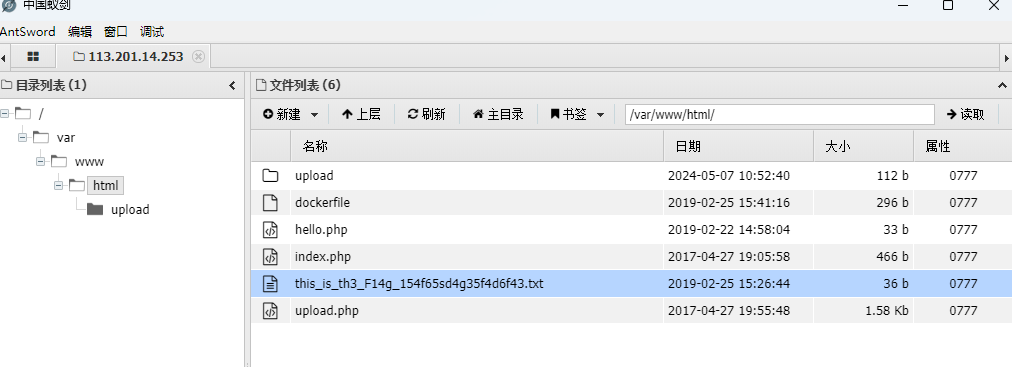 中国蚁剑
AntSword 编辑 窗口 调试
113.201.14.253
目录列表 (1)
/
var
www
html
upload
文件列表 (6)
新建 上层 刷新 主目录 书签 /var/www/html/ 读取
名称 日期 大小 属性
upload 2024-05-07 10:52:40 112 b 0777
dockerfile 2019-02-25 15:41:16 296 b 0777
hello.php 2019-02-22 14:58:04 33 b 0777
index.php 2017-04-27 19:05:58 466 b 0777
this_is_th3_F14g_154f65sd4g35f4d6f43.txt 2019-02-25 15:26:44 36 b 0777
upload.php 2017-04-27 19:55:48 1.58 Kb 0777